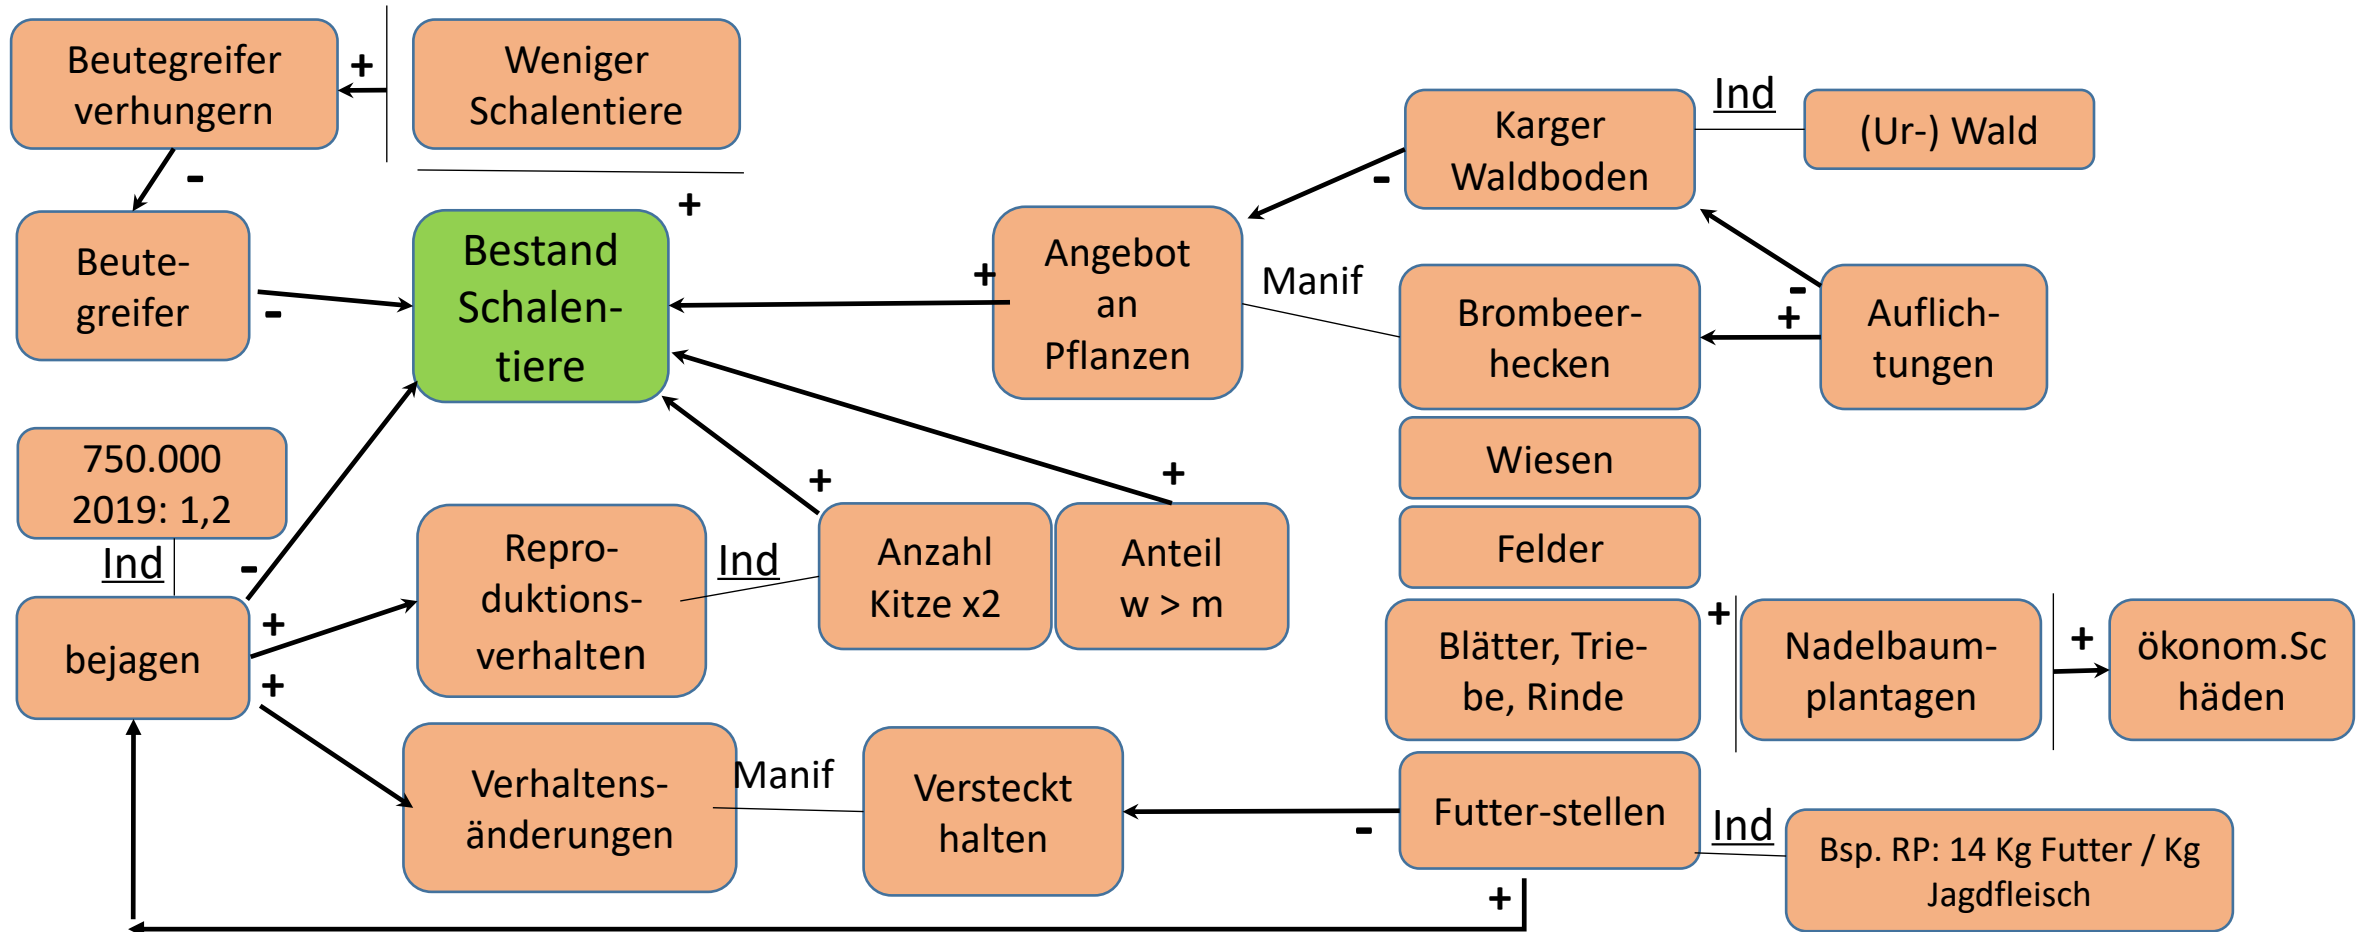 Beutegreifer
verhungern
+
Weniger
Schalentiere
-
+
Beute-
greifer
-
Bestand
Schalen-
tiere
+
Angebot
an
Pflanzen
Manif
-
Karger
Waldboden
Ind
(Ur-) Wald
-
+
Auflich-
tungen
Brombeer-
hecken
Wiesen
Felder
Blätter, Trie-
be, Rinde
+
Nadelbaum-
plantagen
+
ökonom.Sc
häden
750.000
2019: 1,2
Ind
-
bejagen
+
+
Repro-
duktions-
verhalten
Ind
+
Anzahl
Kitze x2
+
Anteil
w > m
Verhaltens-
änderungen
Manif
Versteckt
halten
-
Futter-stellen
Ind
Bsp. RP: 14 Kg Futter / Kg
Jagdfleisch
+